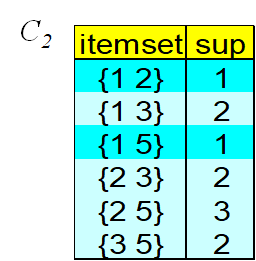 C2
itemset sup
{1 2} 1
{1 3} 2
{1 5} 1
{2 3} 2
{2 5} 3
{3 5} 2